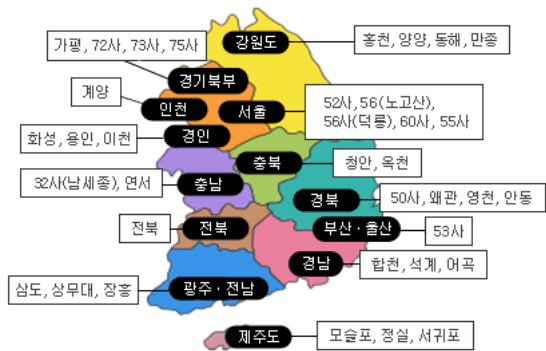 가평, 72사, 73사, 75사
강원도
홍천, 양양, 동해, 만종
경기북부
계양
인천
서울
52사, 56(노고산),
56사(덕릉), 60사, 55사
화성, 용인, 이천
경인
충북
청안, 옥천
32사(남세종), 연서
충남
경북
50사, 왜관, 영천, 안동
전북
전북
부산·울산
53사
경남
합천, 석계, 어곡
삼도, 상무대, 장흥
광주·전남
제주도
모슬포, 정실, 서귀포